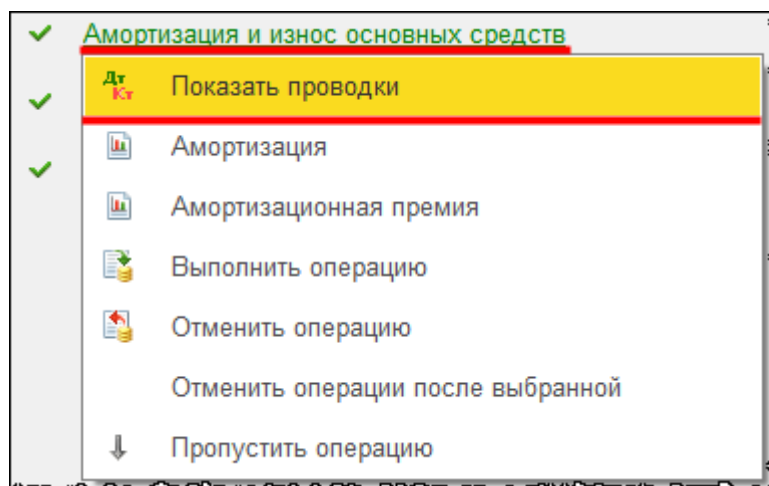 Амортизация и износ основных средств
Дт
Кт
Показать проводки
Амортизация
Амортизационная премия
Выполнить операцию
Отменить операцию
Отменить операции после выбранной
Пропустить операцию